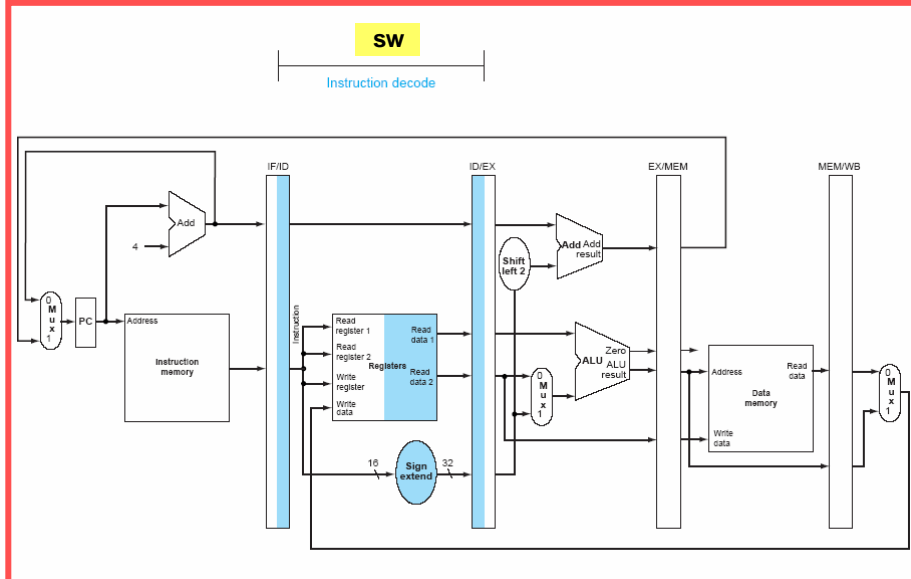 SW
Instruction decode
IF/ID
ID/EX
EX/MEM
MEM/WB
Add
4
Shift
left 2
Add Add
result
0
M
u
x
1
PC
Address
Instruction
memory
Instruction
Read
register 1
Read
register 2
Registers
Write
register
Write
data
Read
data 1
Read
data 2
16
Sign
extend
32
0
M
u
x
1
Zero
ALU ALU
result
Address
Read
data
Data
memory
Write
data
0
M
u
x
1